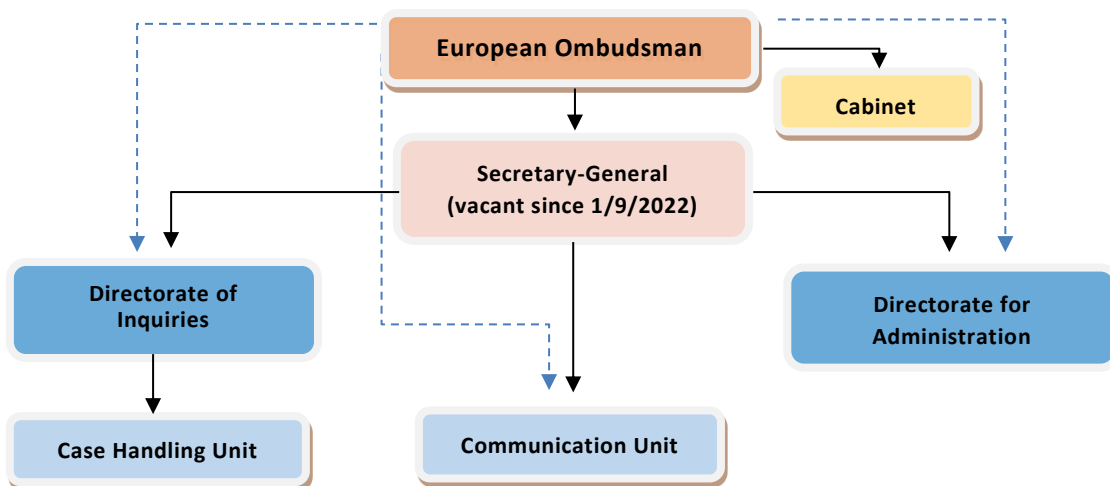 European Ombudsman
Cabinet
Secretary-General
(vacant since 1/9/2022)
Directorate of
Inquiries
Directorate for
Administration
Case Handling Unit
Communication Unit